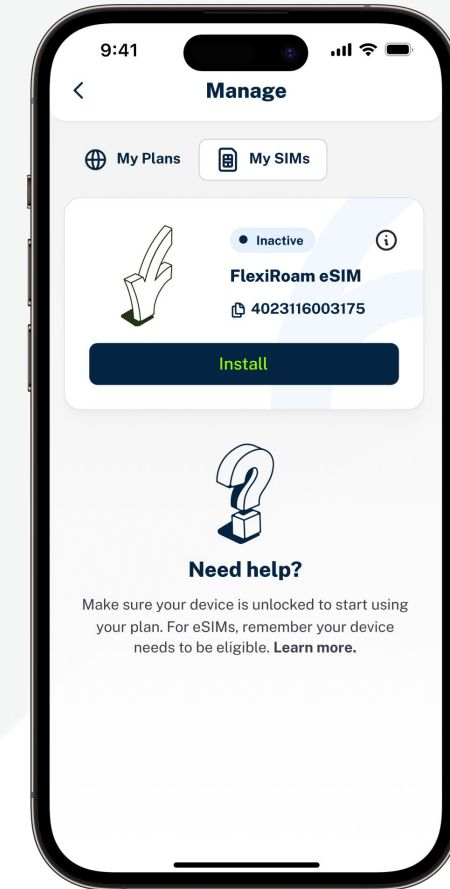 9:41
Manage
My Plans
My SIMs
Inactive
FlexiRoam eSIM
4023116003175
Install
Need help?
Make sure your device is unlocked to start using
your plan. For eSIMs, remember your device
needs to be eligible. Learn more.